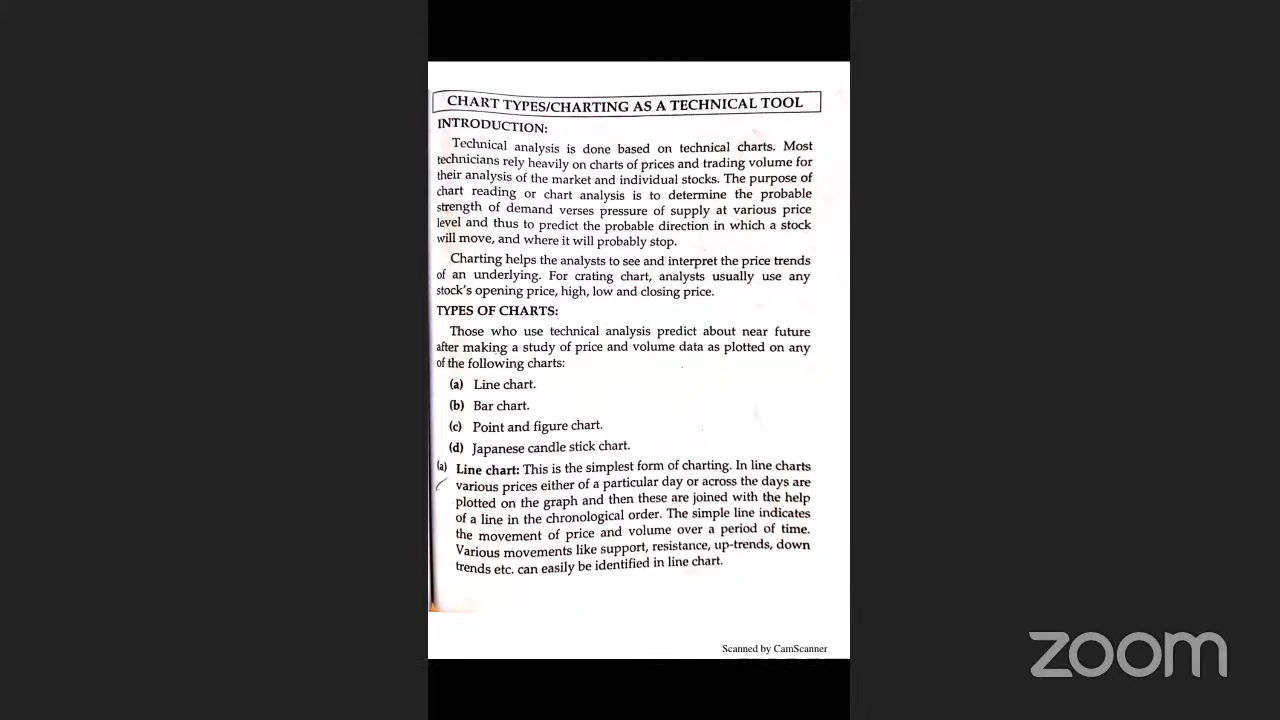 CHART TYPES/CHARTING AS A TECHNICAL TOOL
INTRODUCTION:
Technical analysis is done based on technical charts. Most
technicians rely heavily on charts of prices and trading volume for
their analysis of the market and individual stocks. The purpose of
chart reading or chart analysis is to determine the probable
strength of demand verses pressure of supply at various price
level and thus to predict the probable direction in which a stock
will move, and where it will probably stop.
Charting helps the analysts to see and interpret the price trends
of an underlying. For crating chart, analysts usually use any
stock's opening price, high, low and closing price.
TYPES OF CHARTS:
Those who use technical analysis predict about near future
after making a study of price and volume data as plotted on any
of the following charts:
(a) Line chart.
(b) Bar chart.
(c) Point and figure chart.
(d) Japanese candle stick chart.
(a) Line chart: This is the simplest form of charting. In line charts
various prices either of a particular day or across the days are
plotted on the graph and then these are joined with the help
of a line in the chronological order. The simple line indicates
the movement of price and volume over a period of time.
Various movements like support, resistance, up-trends, down
trends etc. can easily be identified in line chart.
Scanned by CamScanner
zoom